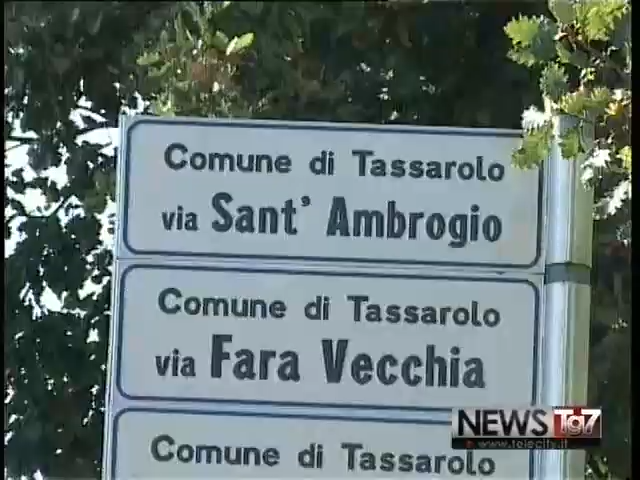 Comune di Tassarolo
via Sant' Ambrogio
Comune di Tassarolo
via Fara Vecchia
Comune di Tassarolo
NEWS Tg7
www.telecity.it